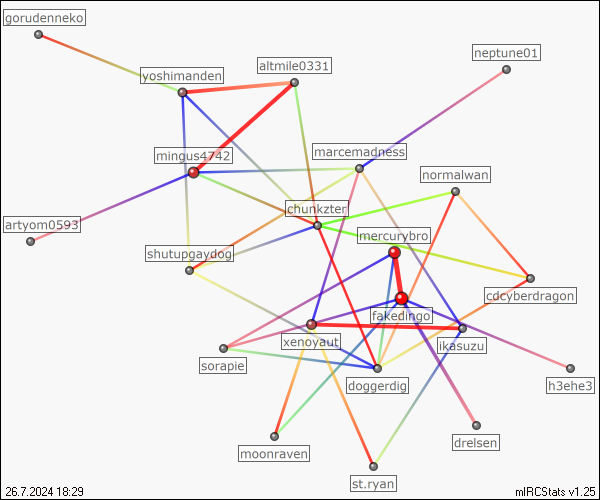 gorudenneko
neptune01
altmile0331
yoshimanden
marcemadness
mingus4742
normalwan
chunkzter
artyom0593
mercurybro
shutupgaydog
cdcyberdragon
fakedingo
xenoyaut
ikasuzu
sorapie
doggerdig
h3ehe3
drelsen
moonraven
st.ryan
26.7.2024 18:29
mIRCStats v1.25